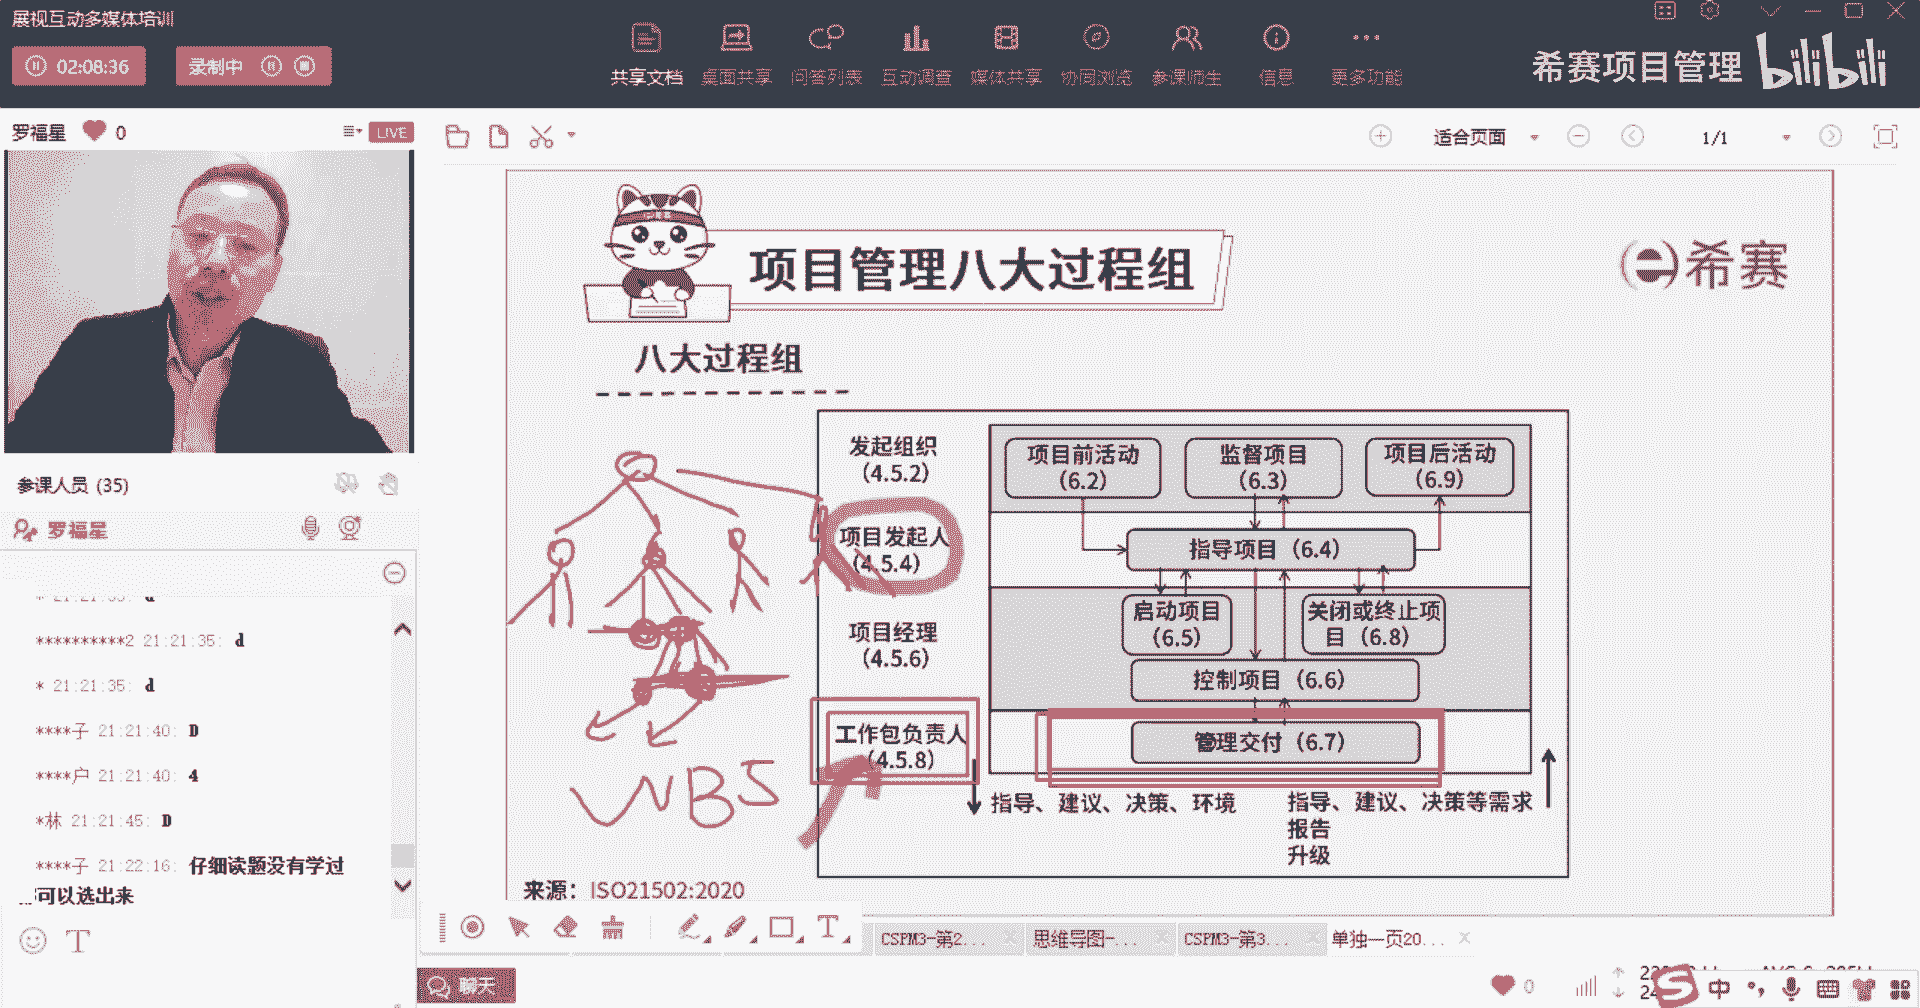 展视互动多媒体培训
02:08:36
录制中
共享文档 桌面共享 问答列表 互动调查 媒体共享 协同浏览 参课师生 信息 更多功能
希赛项目管理 bilibili
罗福星 0 LIVE
适合页面 1/1
参课人员 (35)
罗福星
**********2 21:21:35: d
* 21:21:35: d
****子 21:21:40: D
****户 21:21:40: 4
*林 21:21:45: D
****子 21:22:16: 仔细读题没有学过
可以选出来
聊天
项目管理八大过程组
希赛
八大过程组
发起组织
(4.5.2)
项目发起人
(4.5.4)
项目经理
(4.5.6)
工作包负责人
(4.5.8)
项目前活动
(6.2)
监督项目
(6.3)
项目后活动
(6.9)
指导项目（6.4）
启动项目
(6.5)
关闭或终止项
目（6.8）
控制项目（6.6）
管理交付（6.7）
指导、建议、决策、环境
指导、建议、决策等需求
报告
升级
WBS
来源：ISO21502:2020
CSPM3-第2...
思维导图-...
CSPM3-第3...
单独一页20...
0
中